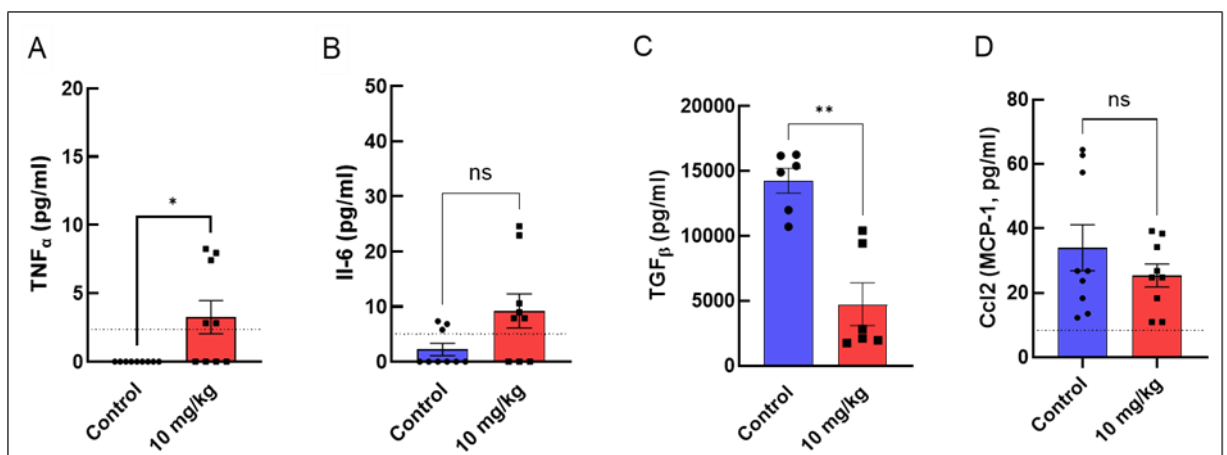 A
TNFα (pg/ml)
20
15
10
5
0
*
Control
10 mg/kg
B
Il-6 (pg/ml)
50
40
30
20
10
0
ns
Control
10 mg/kg
C
TGFβ (pg/ml)
20000
15000
10000
5000
0
**
Control
10 mg/kg
D
Ccl2 (MCP-1, pg/ml)
80
60
40
20
0
ns
Control
10 mg/kg